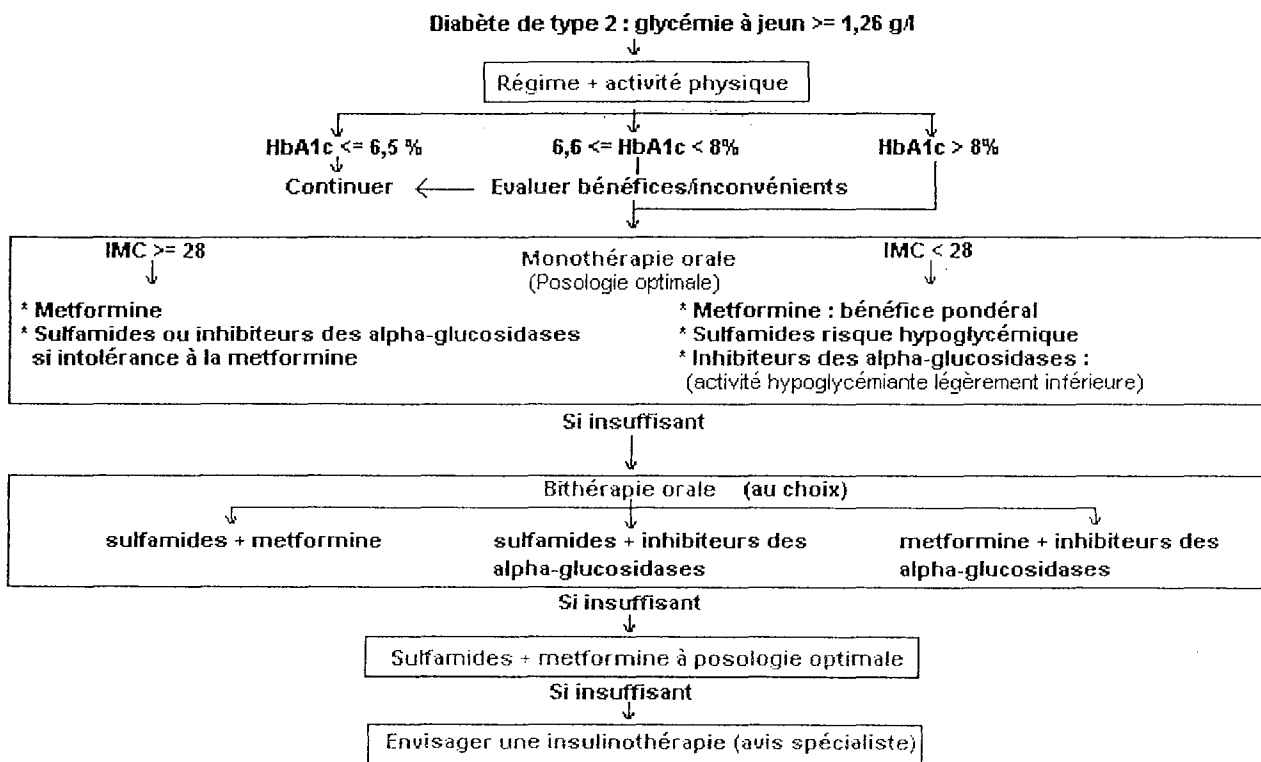 Diabète de type 2 : glycémie à jeun >= 1,26 g/l
Régime + activité physique
HbA1c <= 6,5 %
6,6 <= HbA1c < 8%
HbA1c > 8%
Continuer
Evaluer bénéfices/inconvénients
IMC >= 28
Monothérapie orale
(Posologie optimale)
IMC < 28
* Metformine
* Sulfamides ou inhibiteurs des alpha-glucosidases
si intolérance à la metformine
* Metformine : bénéfice pondéral
* Sulfamides risque hypoglycémique
* Inhibiteurs des alpha-glucosidases :
(activité hypoglycémiante légèrement inférieure)
Si insuffisant
Bithérapie orale (au choix)
sulfamides + metformine
sulfamides + inhibiteurs des
alpha-glucosidases
metformine + inhibiteurs des
alpha-glucosidases
Si insuffisant
Sulfamides + metformine à posologie optimale
Si insuffisant
Envisager une insulinothérapie (avis spécialiste)